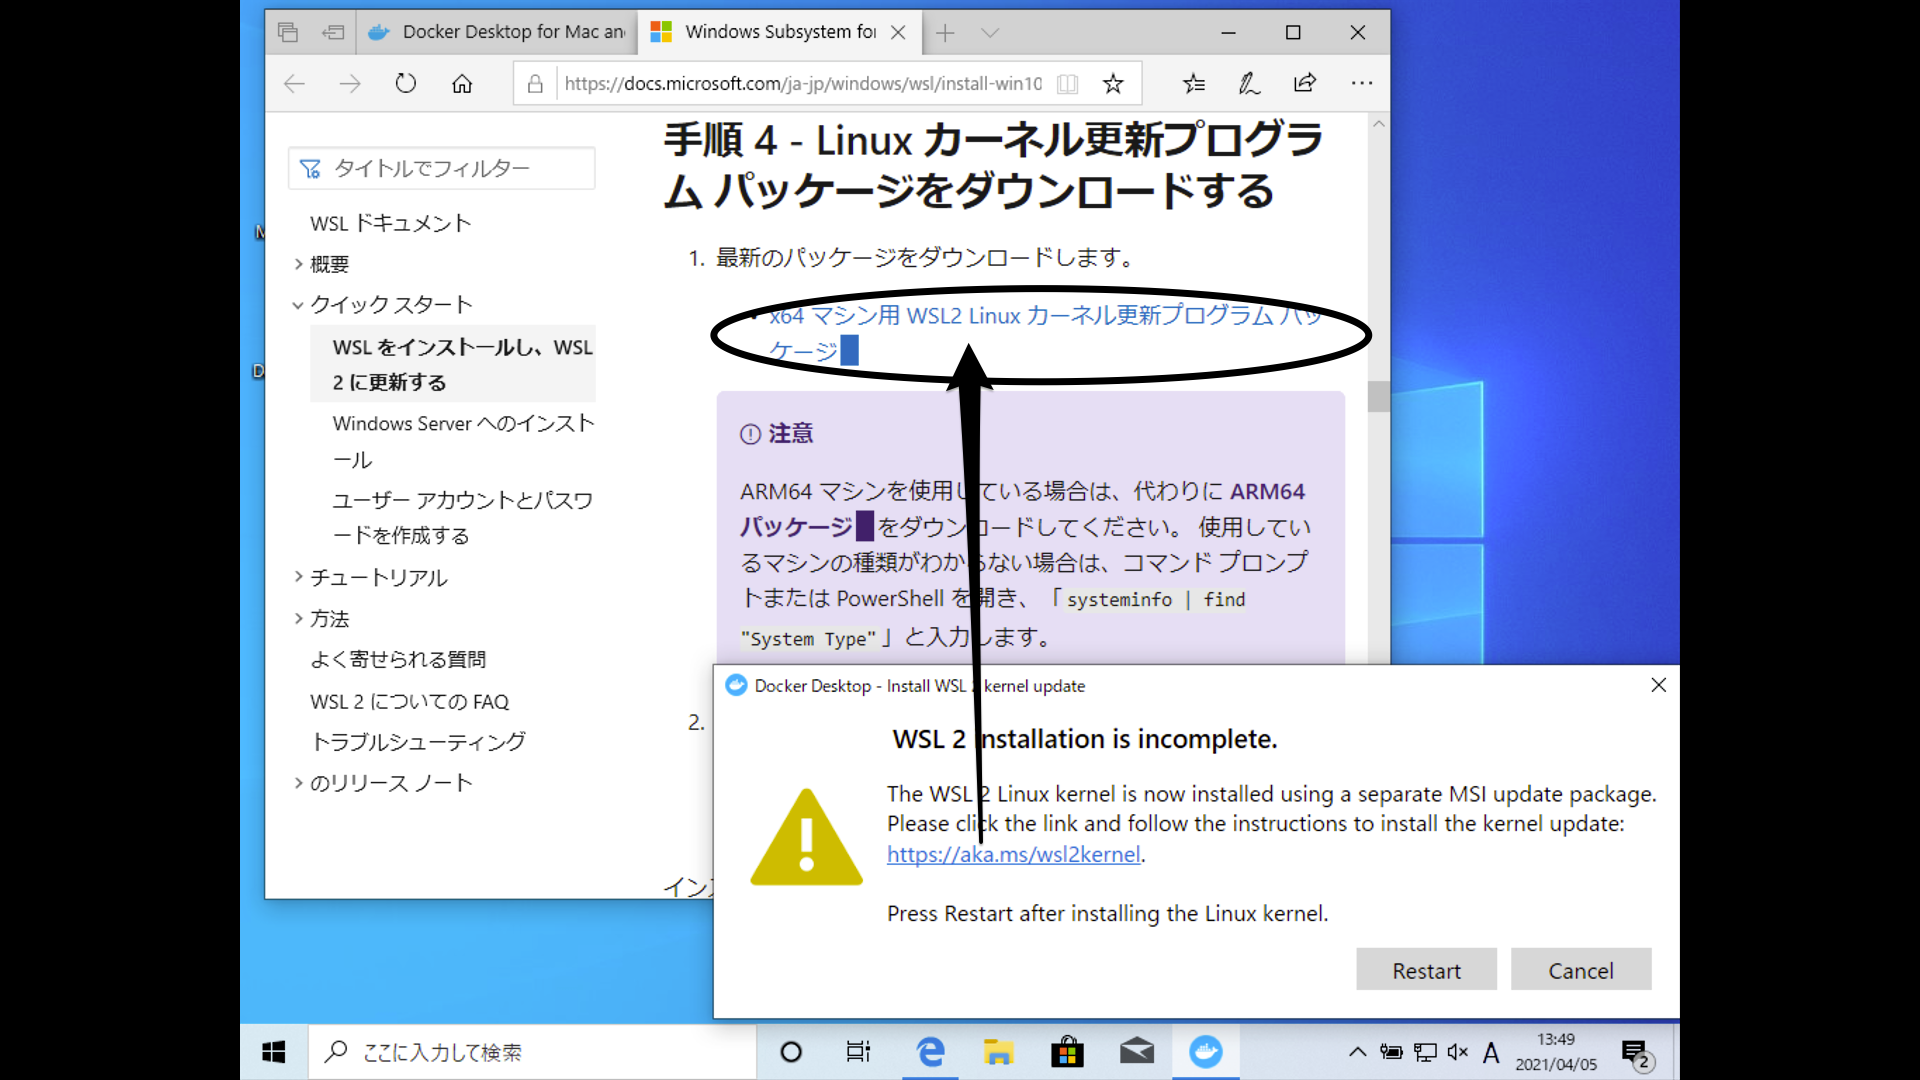 Docker Desktop for Mac an
Windows Subsystem for
https://docs.microsoft.com/ja-jp/windows/wsl/install-win10
タイトルでフィルター
WSL ドキュメント
概要
クイック スタート
WSL をインストールし、WSL
2 に更新する
Windows Server へのインスト
ール
ユーザー アカウントとパスワ
ードを作成する
チュートリアル
方法
よく寄せられる質問
WSL 2 についての FAQ
トラブルシューティング
のリリース ノート
手順 4 - Linux カーネル更新プログラ
ム パッケージをダウンロードする
1. 最新のパッケージをダウンロードします。
• x64 マシン用 WSL2 Linux カーネル更新プログラム パッ
ケージ
注意
ARM64 マシンを使用している場合は、代わりに ARM64
パッケージをダウンロードしてください。 使用してい
るマシンの種類がわからない場合は、コマンド プロンプ
トまたは PowerShell を開き、「systeminfo | find
"System Type"」と入力します。
2.
Docker Desktop - Install WSL 2 kernel update
WSL 2 installation is incomplete.
The WSL 2 Linux kernel is now installed using a separate MSI update package.
Please click the link and follow the instructions to install the kernel update:
https://aka.ms/wsl2kernel.
Press Restart after installing the Linux kernel.
Restart
Cancel
ここに入力して検索
A
13:49
2021/04/05
2